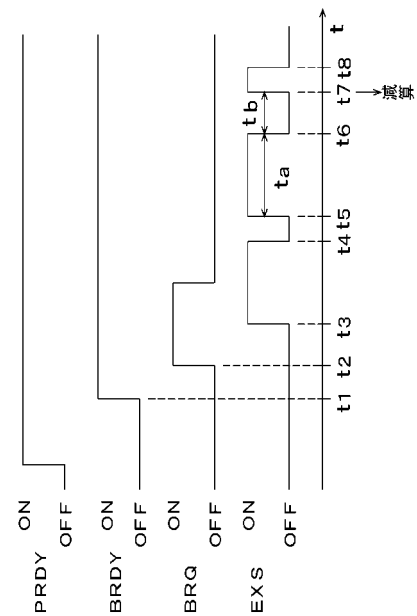 PRDY ON
OFF
BRDY ON
OFF
BRQ ON
OFF
EXS ON
OFF
ta
tb
t1 t2 t3 t4 t5 t6 t7 t8 t
減算